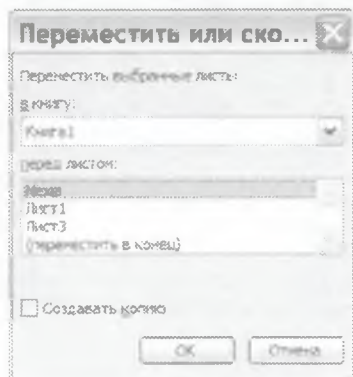 Переместить или ско...
Переместить выбранные листы
в книгу:
Книга1
перед листом:
Лист1
Лист3
(переместить в конец)
Создавать копию
ОК
Отмена